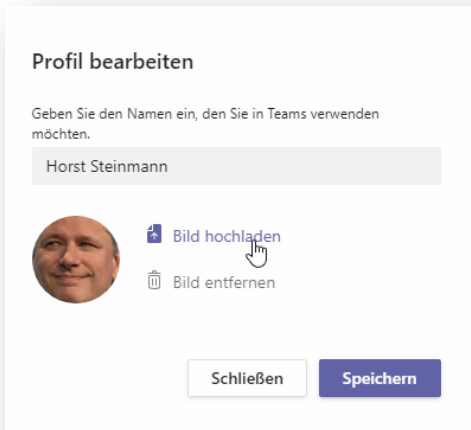 Profil bearbeiten
Geben Sie den Namen ein, den Sie in Teams verwenden
möchten.
Horst Steinmann
Bild hochladen
Bild entfernen
Schließen
Speichern